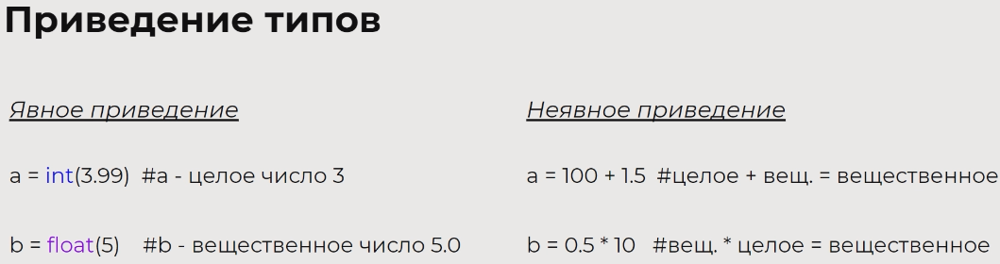 Приведение типов
Явное приведение
a = int(3.99) #a - целое число 3
b = float(5) #b - вещественное число 5.0
Неявное приведение
a = 100 + 1.5 #целое + вещ. = вещественное
b = 0.5 * 10 #вещ. * целое = вещественное